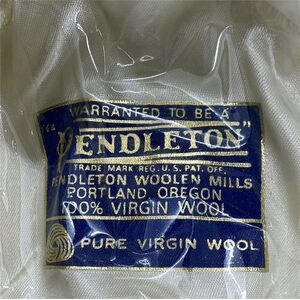 WARRANTED TO BE A
"PENDLETON"
TRADE MARK REG. U.S. PAT. OFF.
PENDLETON WOOLEN MILLS
PORTLAND OREGON
100% VIRGIN WOOL
PURE VIRGIN WOOL